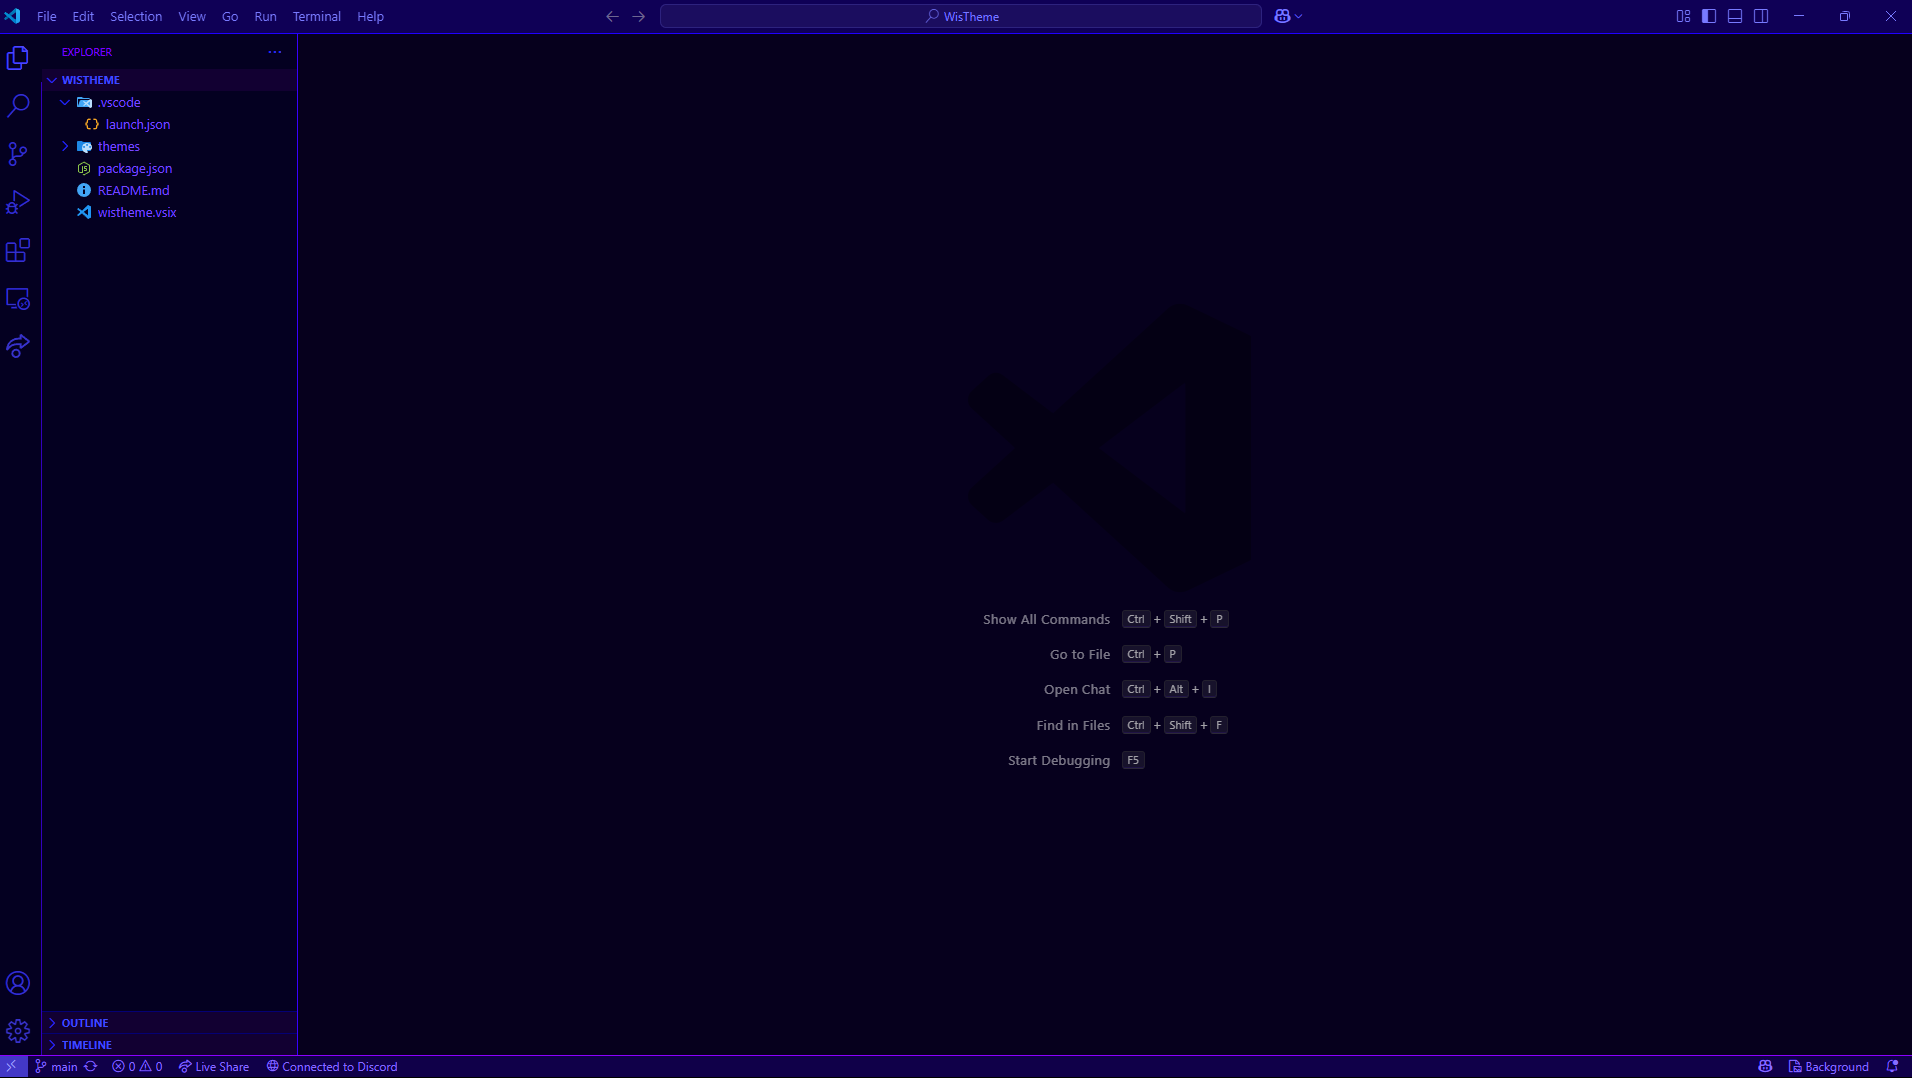 File Edit Selection View Go Run Terminal Help
WisTheme
EXPLORER
WISTHEME
.vscode
launch.json
themes
package.json
README.md
wistheme.vsix
Show All Commands Ctrl + Shift + P
Go to File Ctrl + P
Open Chat Ctrl + Alt + I
Find in Files Ctrl + Shift + F
Start Debugging F5
OUTLINE
TIMELINE
main 0 0 Live Share Connected to Discord Background